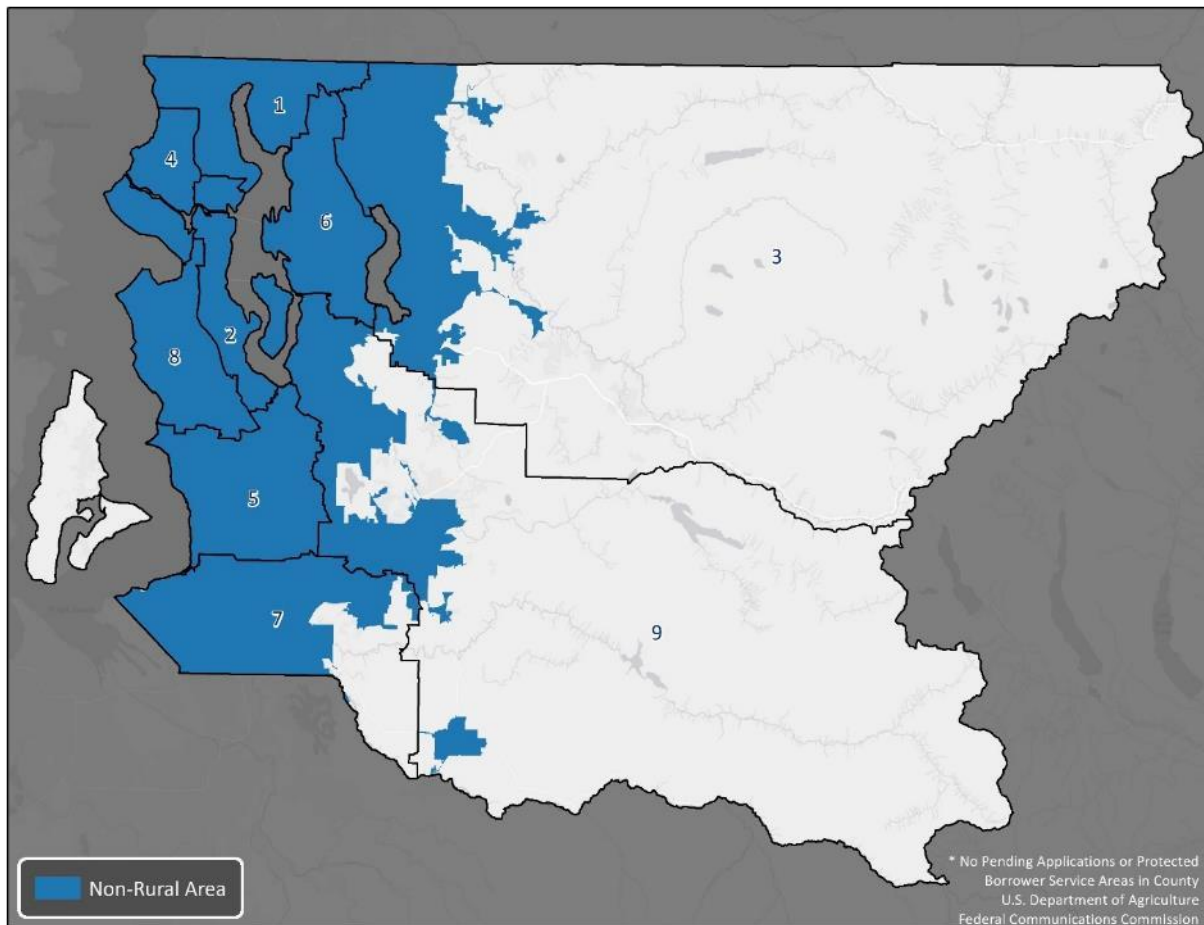 1
4
6
3
2
8
5
7
9
Non-Rural Area
* No Pending Applications or Protected
Borrower Service Areas in County
U.S. Department of Agriculture
Federal Communications Commission